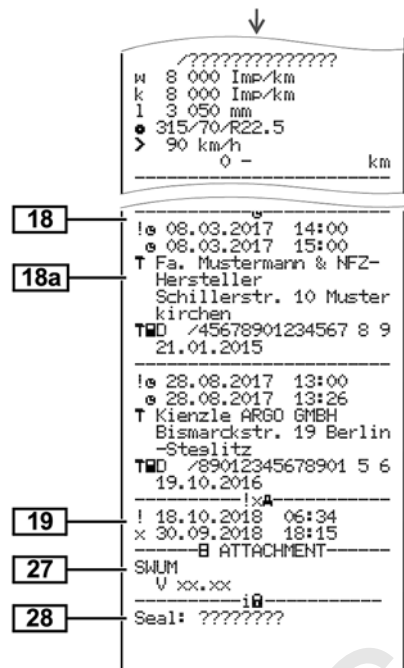 /??????????????
w 8 000 Imp/km
k 8 000 Imp/km
l 3 050 mm
● 315/70/R22.5
> 90 km/h
0 - km
18
!● 08.03.2017 14:00
● 08.03.2017 15:00
18a
T Fa. Mustermann & NFZ-
Hersteller
Schillerstr. 10 Muster
kirchen
T■D /45678901234567 8 9
21.01.2015
!● 28.08.2017 13:00
● 28.08.2017 13:26
T Kienzle ARGO GMBH
Bismarckstr. 19 Berlin
-Steglitz
T■D /89012345678901 5 6
19.10.2016
!x
19
! 18.10.2018 06:34
x 30.09.2018 18:15
ATTACHMENT
27
SWUM
V xx.xx
i
28
Seal: ????????